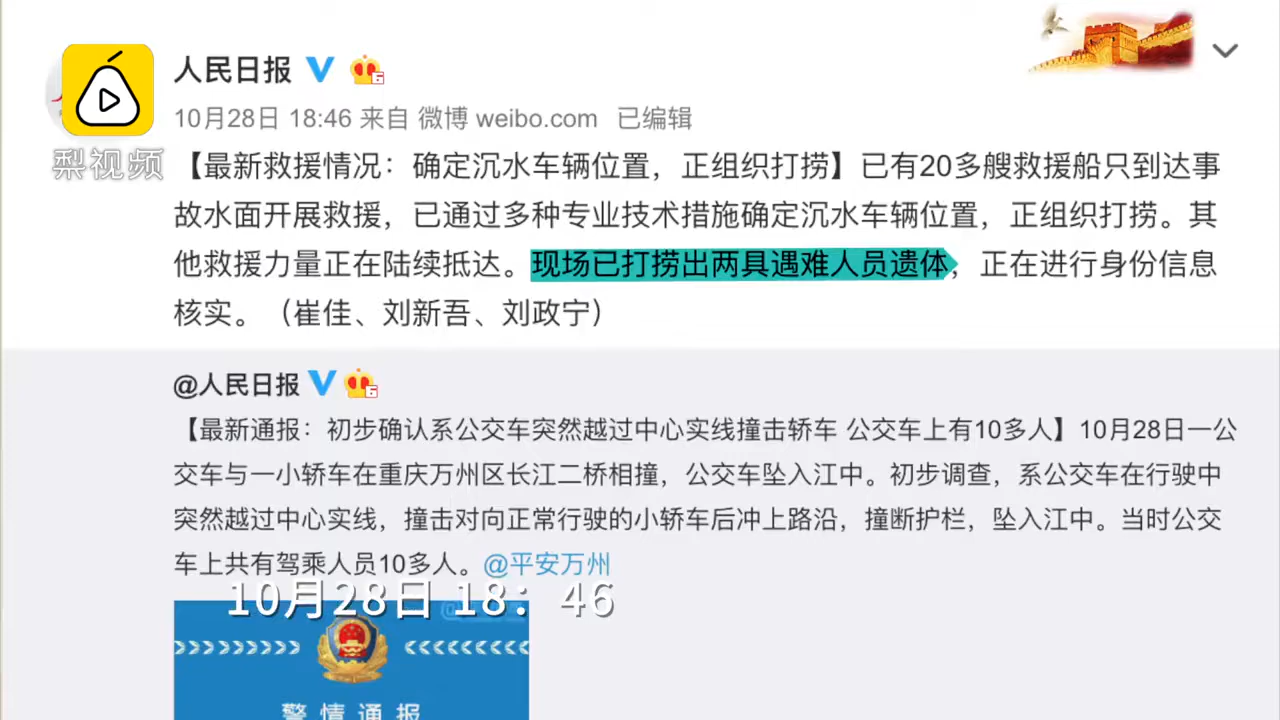 人民日报
10月28日 18:46 来自 微博 weibo.com 已编辑
梨视频
【最新救援情况：确定沉水车辆位置，正组织打捞】已有20多艘救援船只到达事
故水面开展救援，已通过多种专业技术措施确定沉水车辆位置，正组织打捞。其
他救援力量正在陆续抵达。现场已打捞出两具遇难人员遗体，正在进行身份信息
核实。（崔佳、刘新吾、刘政宁）
@人民日报
【最新通报：初步确认系公交车突然越过中心实线撞击轿车 公交车上有10多人】10月28日一公
交车与一小轿车在重庆万州区长江二桥相撞，公交车坠入江中。初步调查，系公交车在行驶中
突然越过中心实线，撞击对向正常行驶的小轿车后冲上路沿，撞断护栏，坠入江中。当时公交
车上共有驾乘人员10多人。@平安万州
10月28日 18：46
警情通报